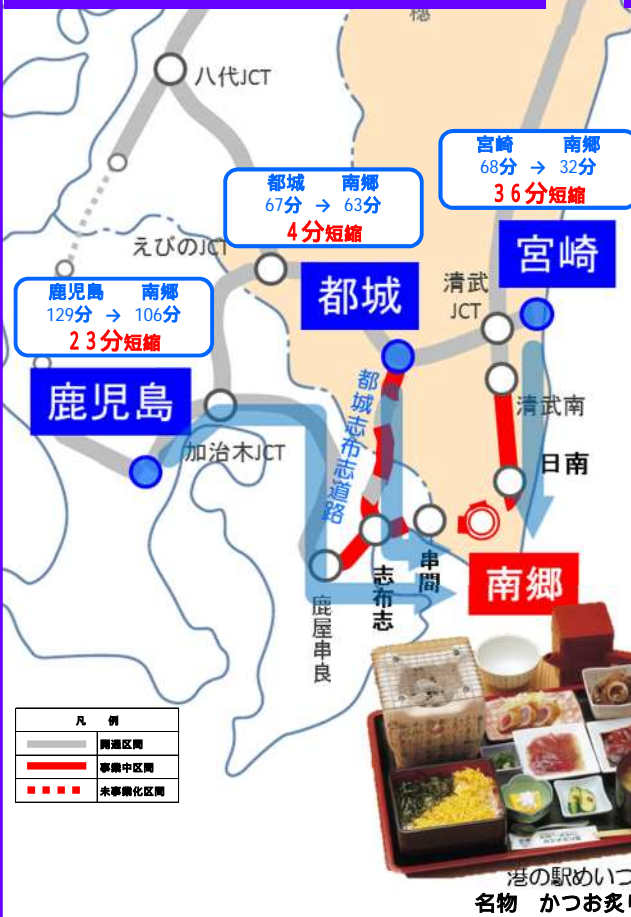 穂
八代JCT
宮崎 南郷
68分 → 32分
36分短縮
都城 南郷
67分 → 63分
4分短縮
えびのJCT
宮崎
清武
JCT
都城
鹿児島 南郷
129分 → 106分
23分短縮
鹿児島
都城志布志道路
清武南
加治木JCT
日南
串間
志布志
南郷
鹿屋串良
凡 例
開通区間
事業中区間
未事業化区間
港の駅めいつ
名物 かつお炙り